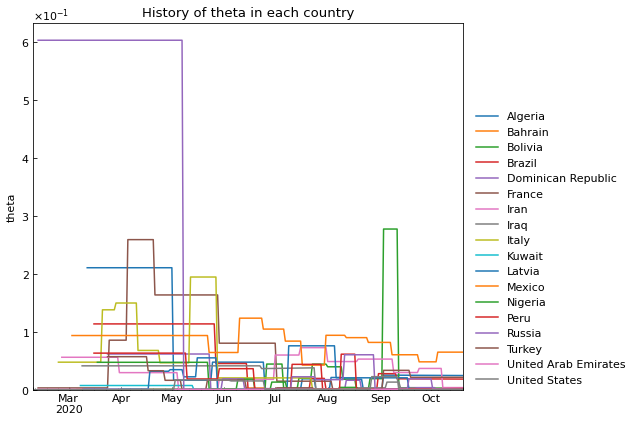 History of theta in each country
×10⁻¹
6
5
4
3
2
1
0
theta
Mar
2020
Apr
May
Jun
Jul
Aug
Sep
Oct
Algeria
Bahrain
Bolivia
Brazil
Dominican Republic
France
Iran
Iraq
Italy
Kuwait
Latvia
Mexico
Nigeria
Peru
Russia
Turkey
United Arab Emirates
United States